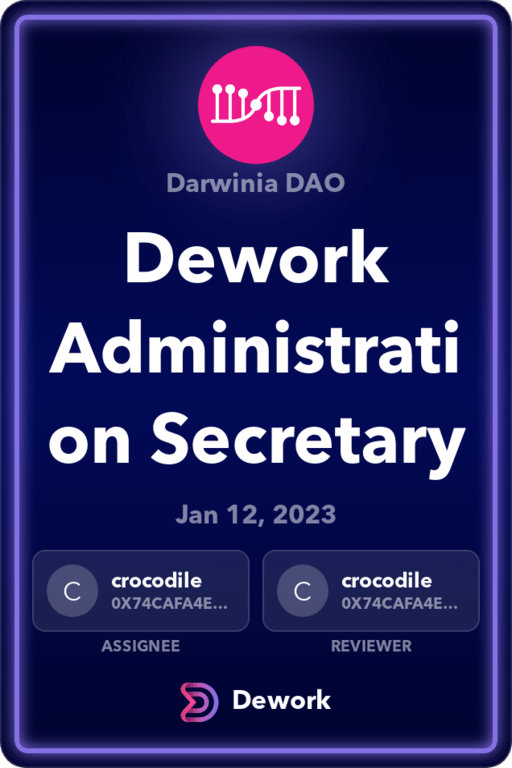 Darwinia DAO
Dework
Administrati
on Secretary
Jan 12, 2023
C crocodile 0X74CAFA4E... C crocodile 0X74CAFA4E...
ASSIGNEE REVIEWER
Dework